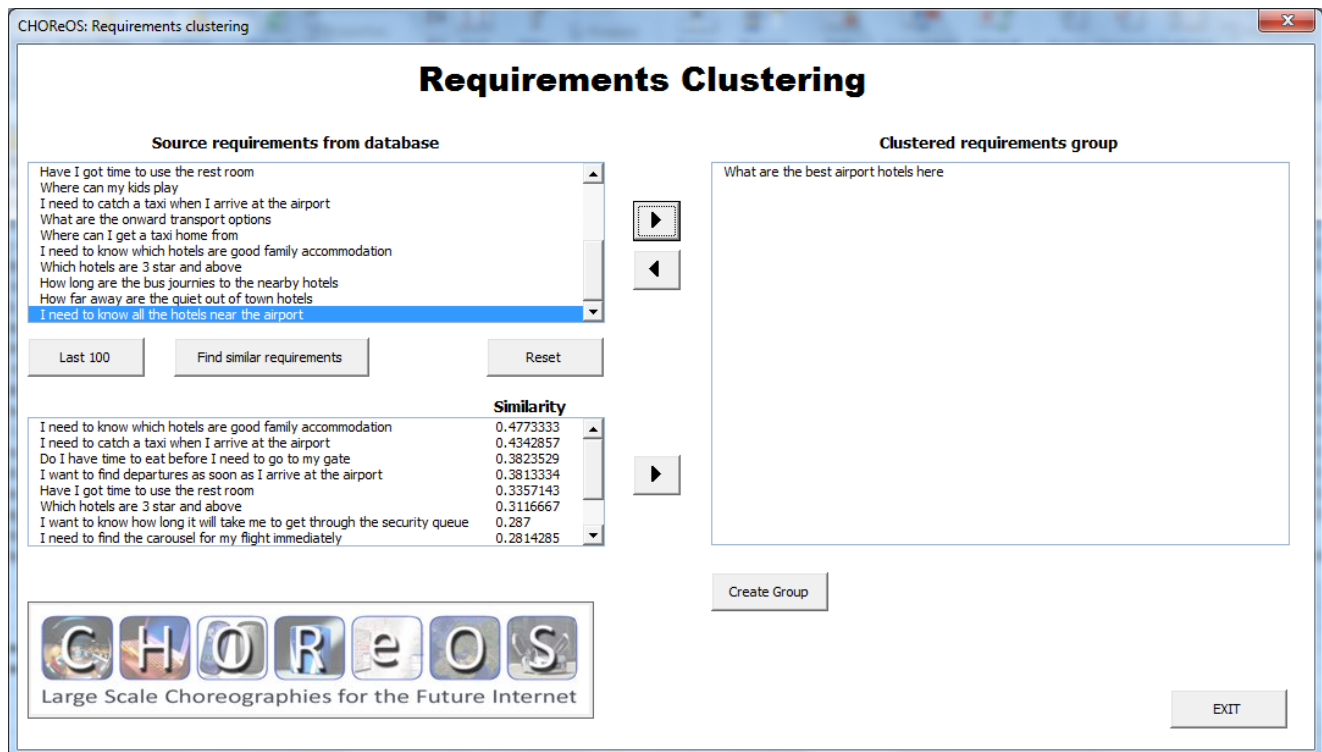 CHOReOS: Requirements clustering
X
Requirements Clustering
Source requirements from database
Have I got time to use the rest room
Where can my kids play
I need to catch a taxi when I arrive at the airport
What are the onward transport options
Where can I get a taxi home from
I need to know which hotels are good family accommodation
Which hotels are 3 star and above
How long are the bus journies to the nearby hotels
How far away are the quiet out of town hotels
I need to know all the hotels near the airport
Last 100
Find similar requirements
Reset
Similarity
I need to know which hotels are good family accommodation 0.4773333
I need to catch a taxi when I arrive at the airport 0.4342857
Do I have time to eat before I need to go to my gate 0.3823529
I want to find departures as soon as I arrive at the airport 0.3813334
Have I got time to use the rest room 0.3357143
Which hotels are 3 star and above 0.3116667
I want to know how long it will take me to get through the security queue 0.287
I need to find the carousel for my flight immediately 0.2814285
CHOReOS
Large Scale Choreographies for the Future Internet
Clustered requirements group
What are the best airport hotels here
Create Group
EXIT